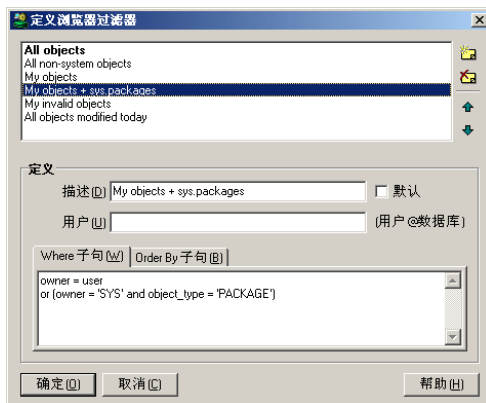 定义浏览器过滤器
All objects
All non-system objects
My objects
My objects + sys.packages
My invalid objects
All objects modified today
定义
描述(D) My objects + sys.packages 默认
用户(U) (用户@数据库)
Where 子句(W) Order By 子句(B)
owner = user
or (owner = 'SYS' and object_type = 'PACKAGE')
确定(O) 取消(C) 帮助(H)